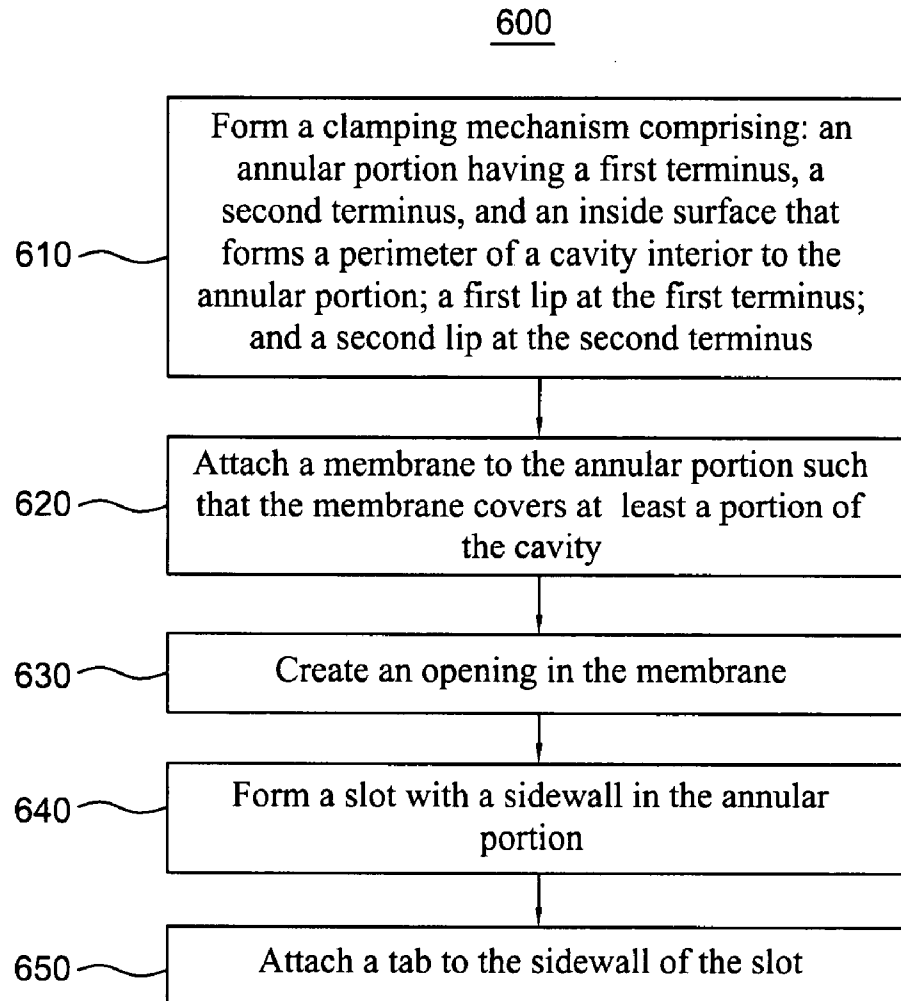 600
610
Form a clamping mechanism comprising: an
annular portion having a first terminus, a
second terminus, and an inside surface that
forms a perimeter of a cavity interior to the
annular portion; a first lip at the first terminus;
and a second lip at the second terminus
620
Attach a membrane to the annular portion such
that the membrane covers at least a portion of
the cavity
630
Create an opening in the membrane
640
Form a slot with a sidewall in the annular
portion
650
Attach a tab to the sidewall of the slot